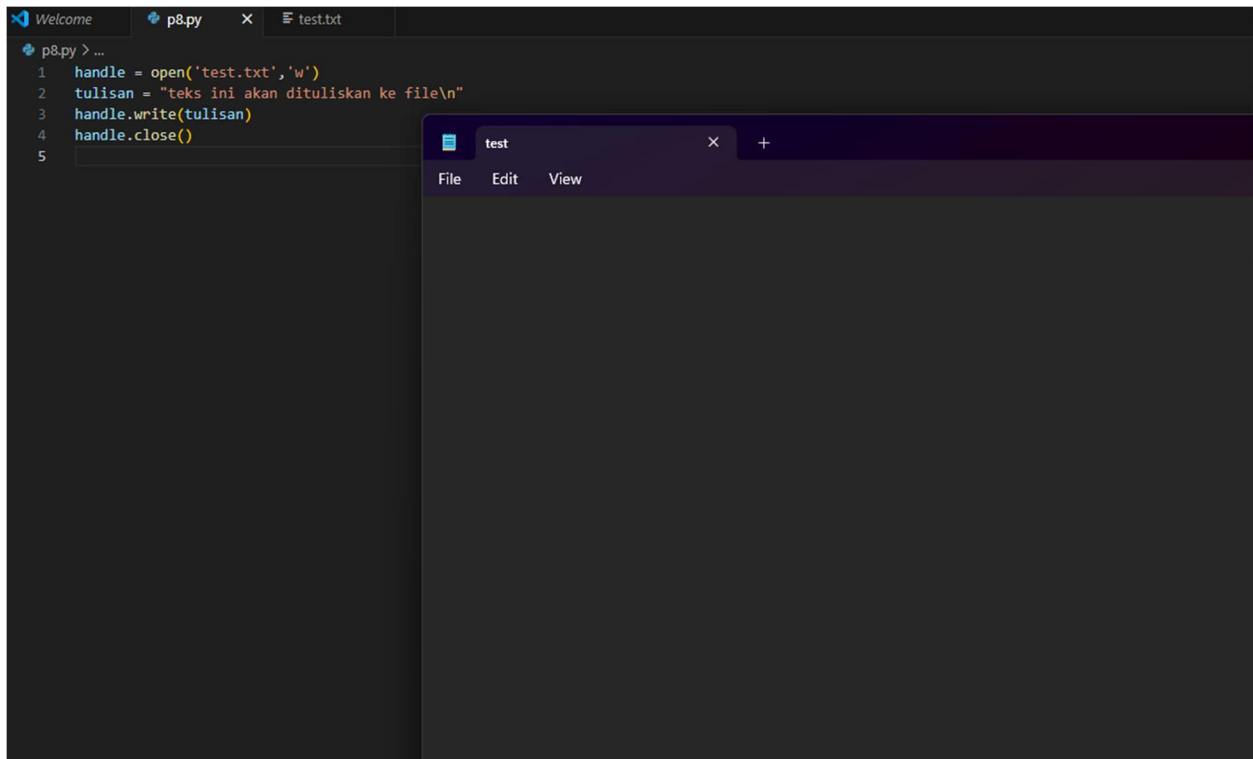 Welcome p8.py test.txt
p8.py > ...
1 handle = open('test.txt','w')
2 tulisan = "teks ini akan dituliskan ke file\n"
3 handle.write(tulisan)
4 handle.close()
5
test
File Edit View